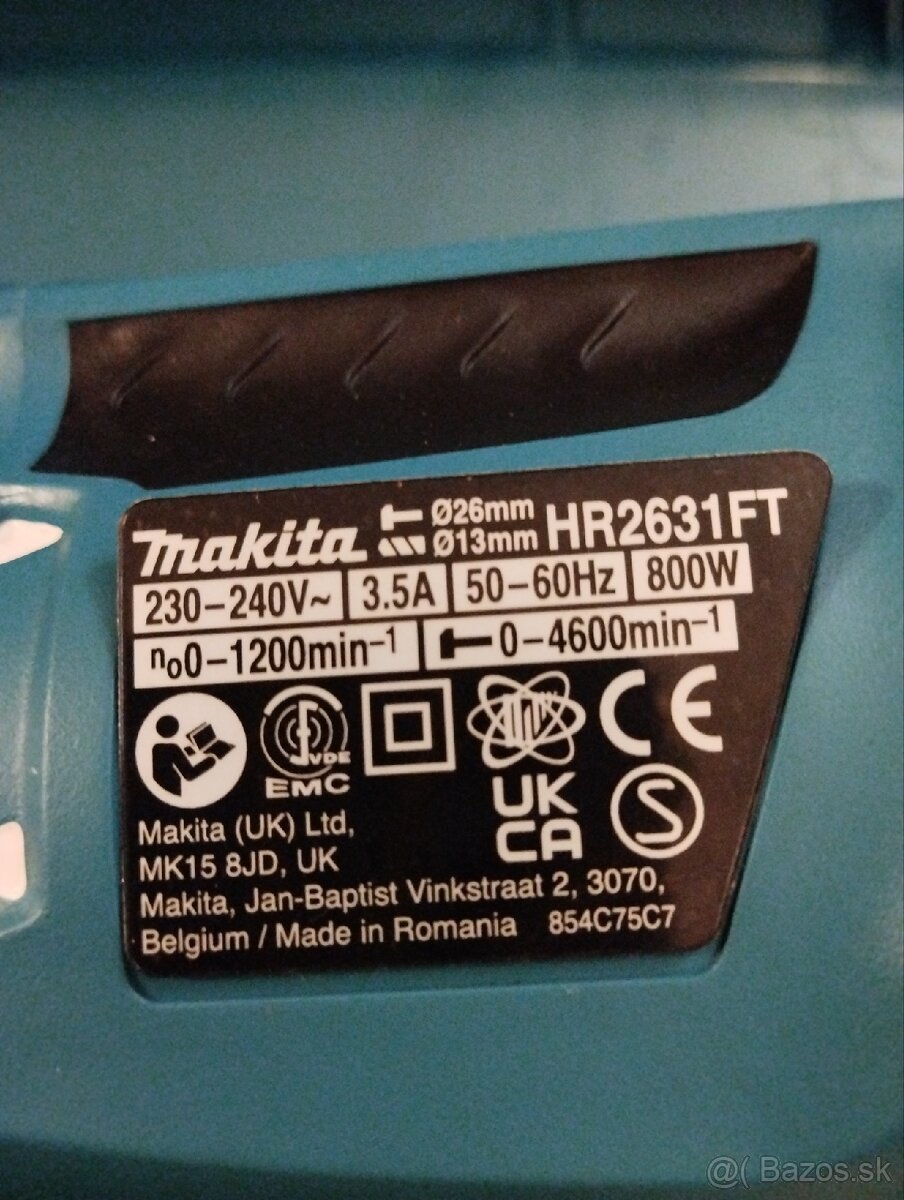 makita Ø26mm HR2631FT
Ø13mm
230-240V~ 3.5A 50-60Hz 800W
n₀0-1200min⁻¹ 0-4600min⁻¹
VDE
EMC
CE
UK
CA
S
Makita (UK) Ltd,
MK15 8JD, UK
Makita, Jan-Baptist Vinkstraat 2, 3070,
Belgium / Made in Romania 854C75C7
@( Bazos.sk